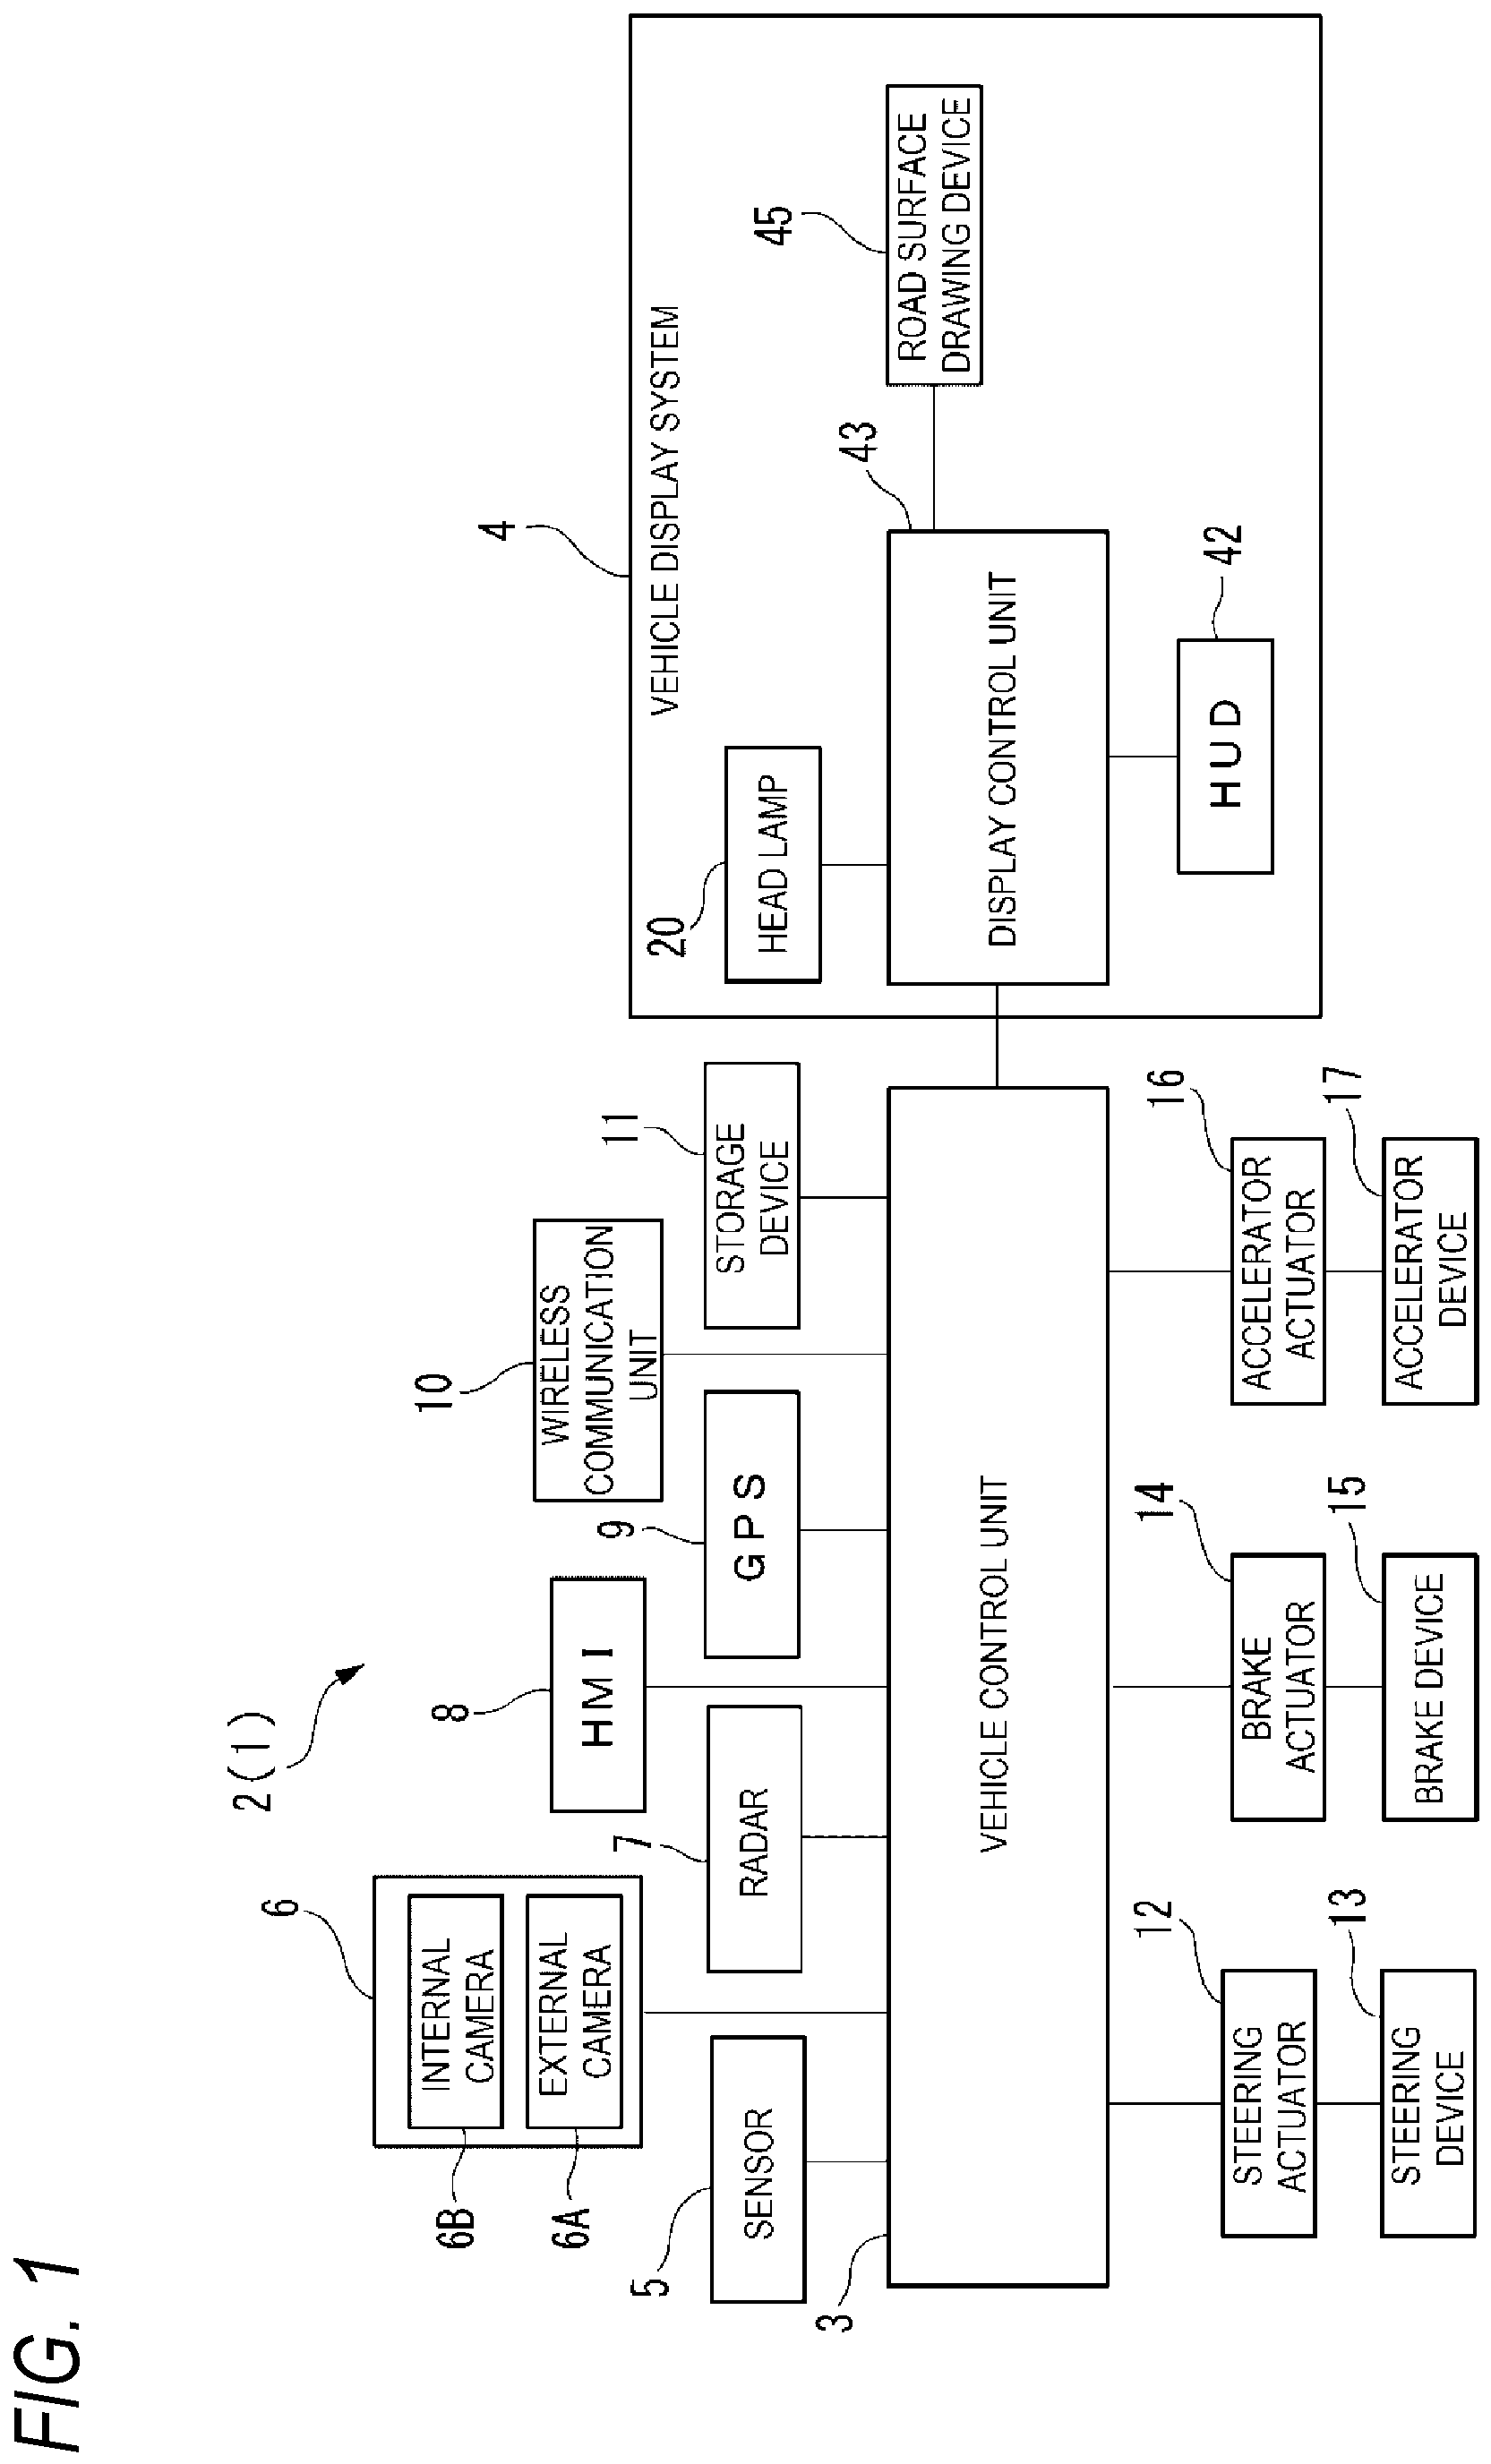 FIG. 1
2(1)
6
6B
INTERNAL
CAMERA
6A
EXTERNAL
CAMERA
8
HMI
10
WIRELESS
COMMUNICATION
UNIT
5
SENSOR
7
RADAR
9
GPS
11
STORAGE
DEVICE
3
VEHICLE CONTROL UNIT
12
STEERING
ACTUATOR
13
STEERING
DEVICE
14
BRAKE
ACTUATOR
15
BRAKE DEVICE
16
ACCELERATOR
ACTUATOR
17
ACCELERATOR
DEVICE
4
VEHICLE DISPLAY SYSTEM
20
HEAD LAMP
43
DISPLAY CONTROL UNIT
45
ROAD SURFACE
DRAWING DEVICE
42
HUD